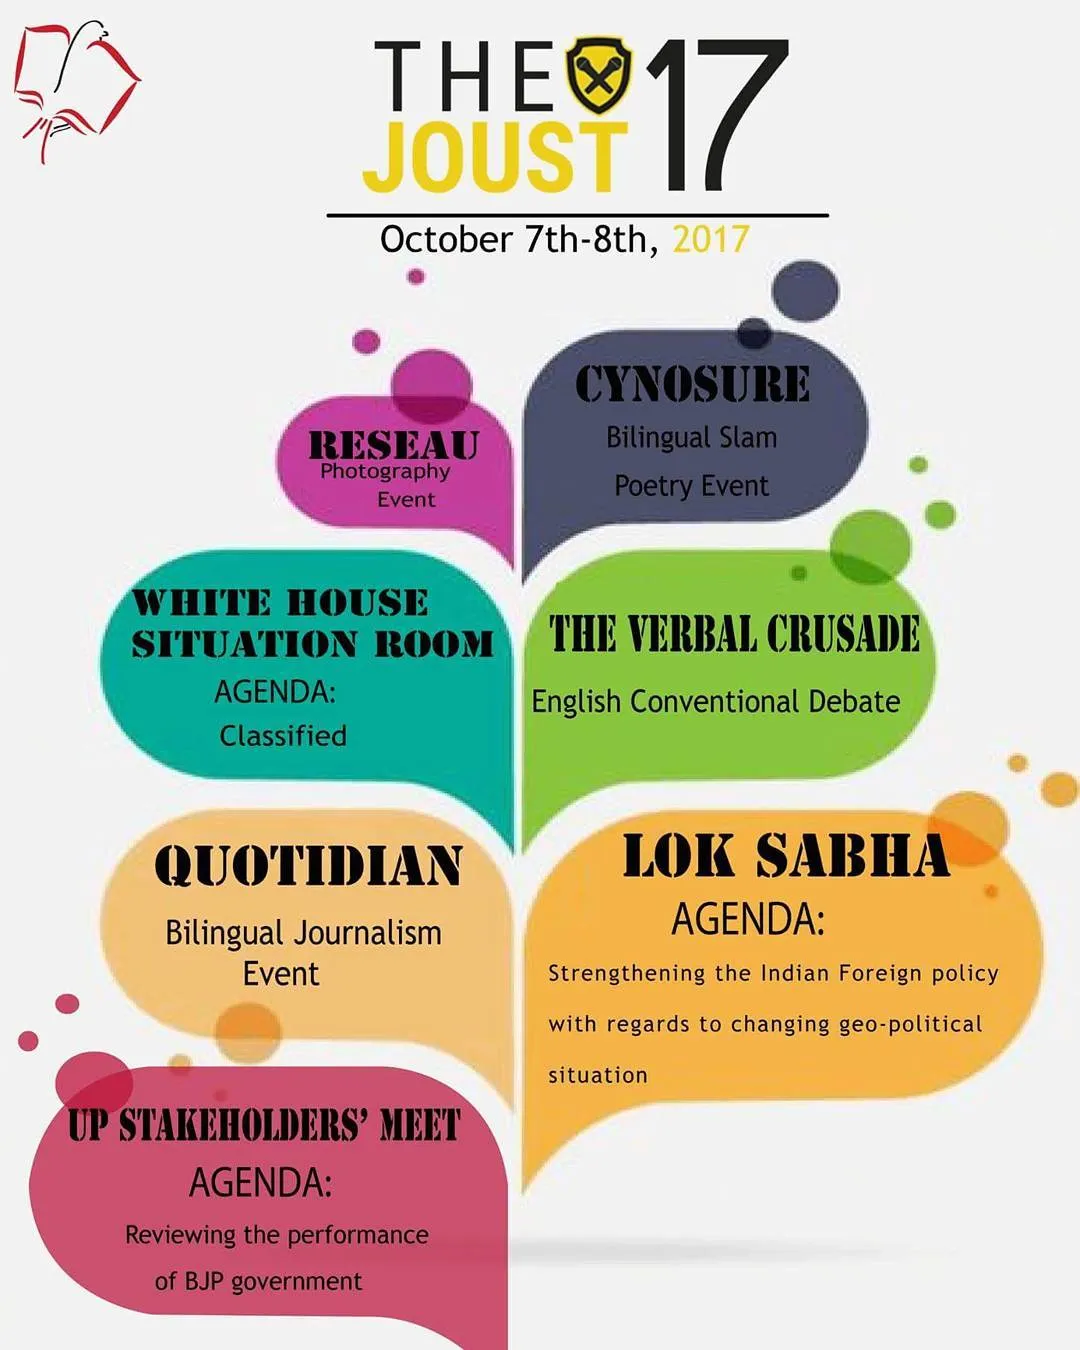 THE 17
JOUST
October 7th-8th, 2017
RESEAU
Photography
Event
CYNOSURE
Bilingual Slam
Poetry Event
WHITE HOUSE
SITUATION ROOM
AGENDA:
Classified
THE VERBAL CRUSADE
English Conventional Debate
QUOTIDIAN
Bilingual Journalism
Event
LOK SABHA
AGENDA:
Strengthening the Indian Foreign policy
with regards to changing geo-political
situation
UP STAKEHOLDERS' MEET
AGENDA:
Reviewing the performance
of BJP government